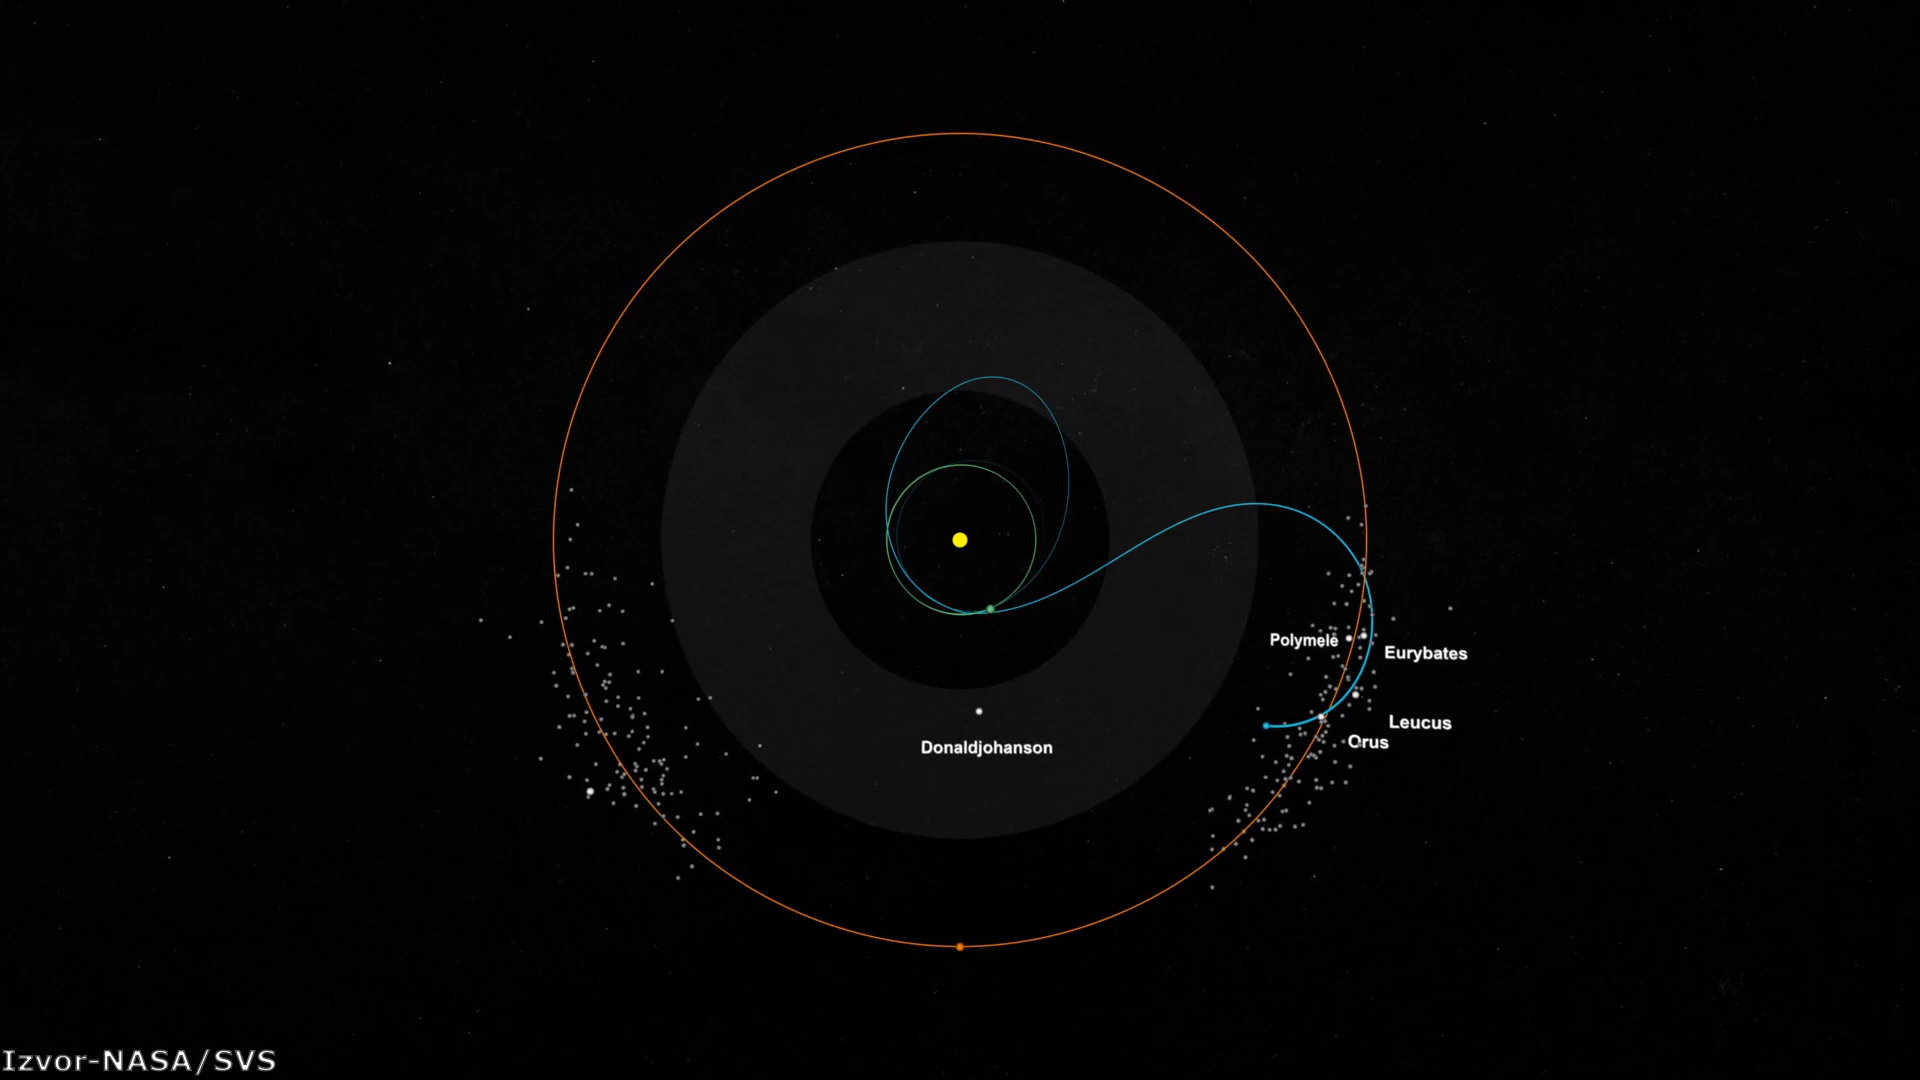 Polymele
Eurybates
Leucus
Orus
Donaldjohanson
Izvor-NASA/SVS